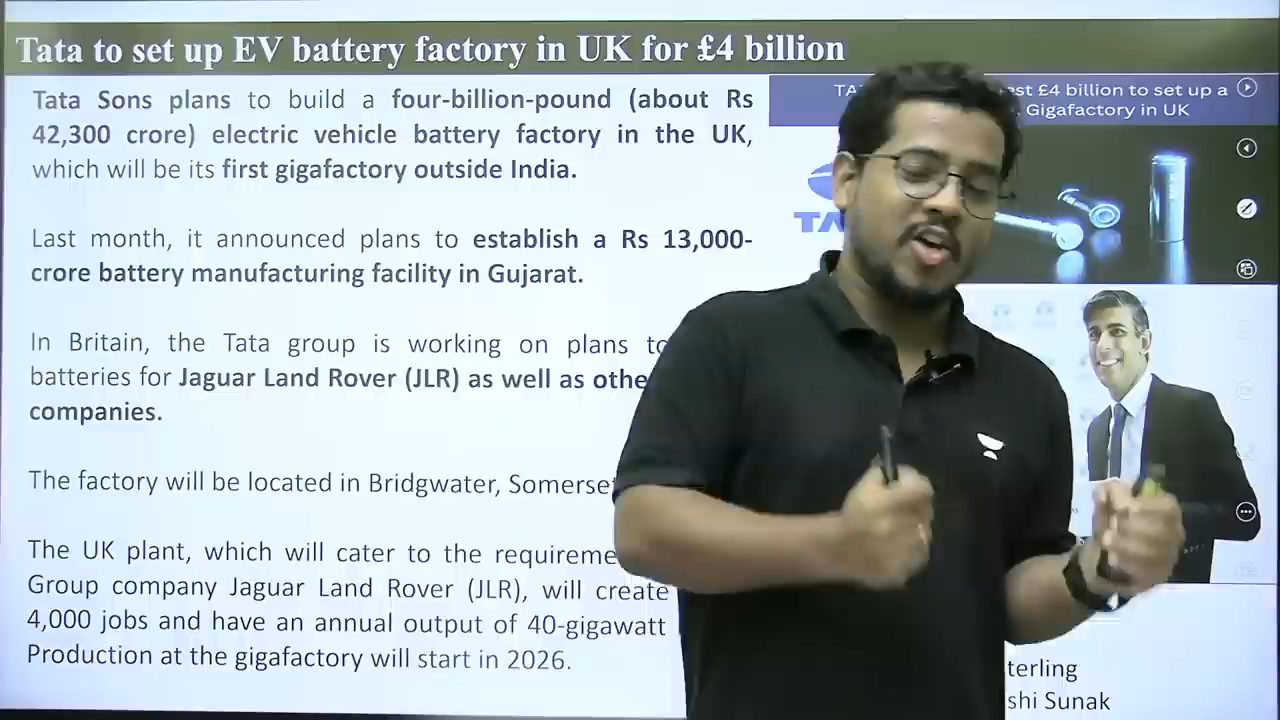 Tata to set up EV battery factory in UK for £4 billion
Tata Sons plans to build a four-billion-pound (about Rs
42,300 crore) electric vehicle battery factory in the UK,
which will be its first gigafactory outside India.
Last month, it announced plans to establish a Rs 13,000-
crore battery manufacturing facility in Gujarat.
In Britain, the Tata group is working on plans to
batteries for Jaguar Land Rover (JLR) as well as othe
companies.
The factory will be located in Bridgwater, Somerset
The UK plant, which will cater to the requireme
Group company Jaguar Land Rover (JLR), will create
4,000 jobs and have an annual output of 40-gigawatt
Production at the gigafactory will start in 2026.
TA est £4 billion to set up a
Gigafactory in UK
TA
terling
shi Sunak